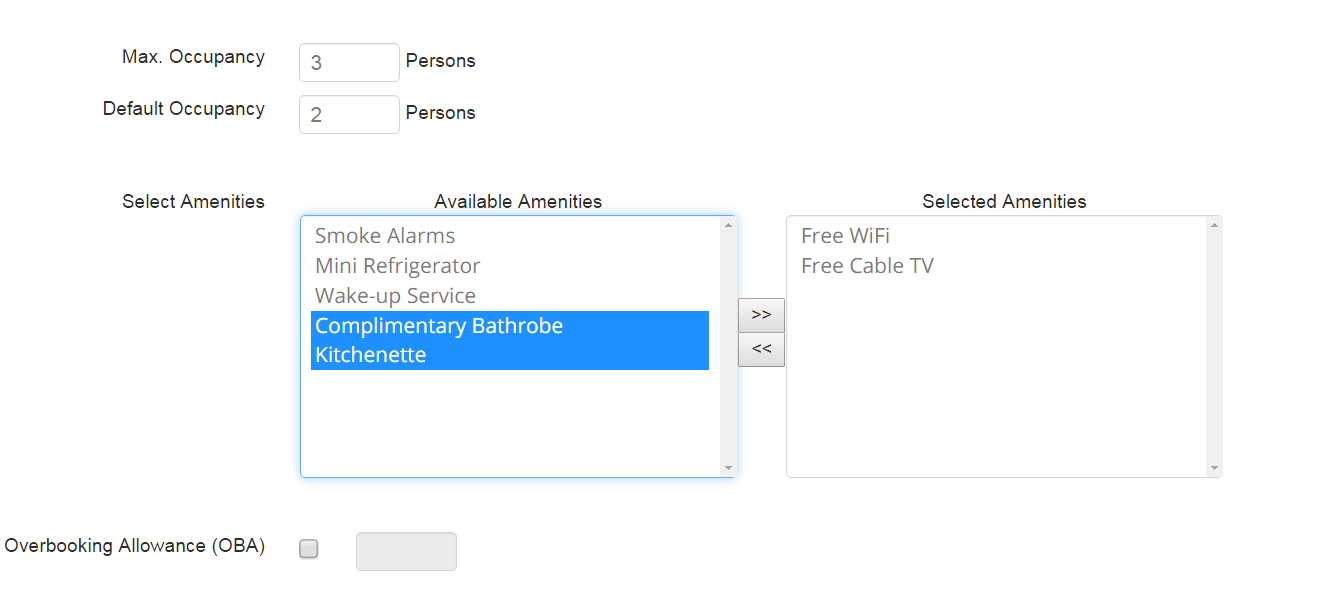 Max. Occupancy 3 Persons
Default Occupancy 2 Persons
Select Amenities Available Amenities Selected Amenities
Smoke Alarms
Mini Refrigerator
Wake-up Service
Complimentary Bathrobe
Kitchenette
>>
<<
Free WiFi
Free Cable TV
Overbooking Allowance (OBA)